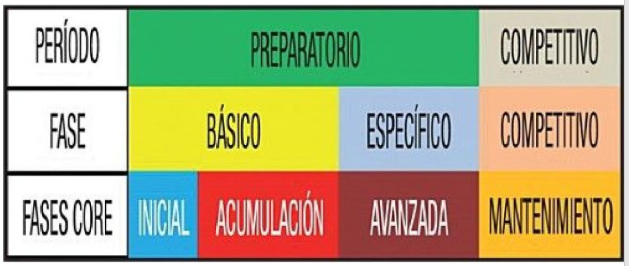 PERÍODO PREPARATORIO COMPETITIVO
FASE BÁSICO ESPECÍFICO COMPETITIVO
FASES CORE INICIAL ACUMULACIÓN AVANZADA MANTENIMIENTO